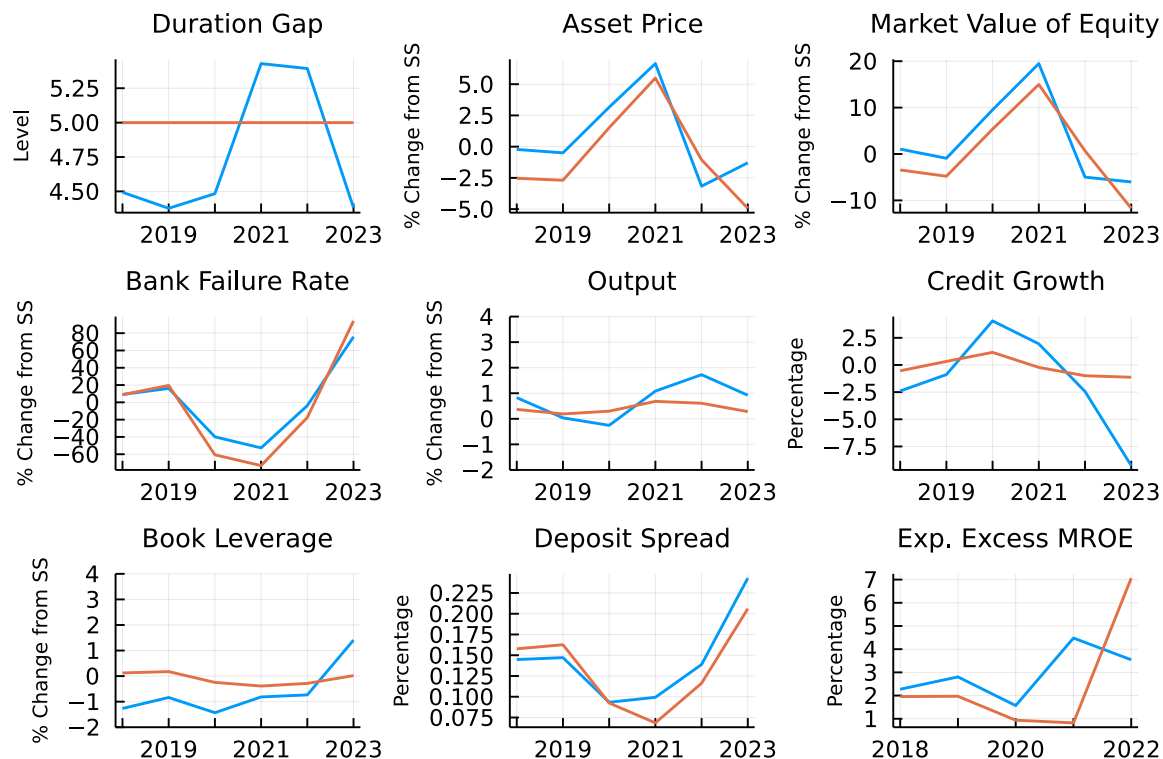 Duration Gap
Level
5.25
5.00
4.75
4.50
2019 2021 2023
Asset Price
% Change from SS
5.0
2.5
0.0
−2.5
−5.0
2019 2021 2023
Market Value of Equity
% Change from SS
20
10
0
−10
2019 2021 2023
Bank Failure Rate
% Change from SS
80
60
40
20
0
−20
−40
−60
2019 2021 2023
Output
% Change from SS
4
3
2
1
0
−1
−2
2019 2021 2023
Credit Growth
Percentage
2.5
0.0
−2.5
−5.0
−7.5
2019 2021 2023
Book Leverage
% Change from SS
4
3
2
1
0
−1
−2
2019 2021 2023
Deposit Spread
Percentage
0.225
0.200
0.175
0.150
0.125
0.100
0.075
2019 2021 2023
Exp. Excess MROE
Percentage
7
6
5
4
3
2
1
2018 2020 2022